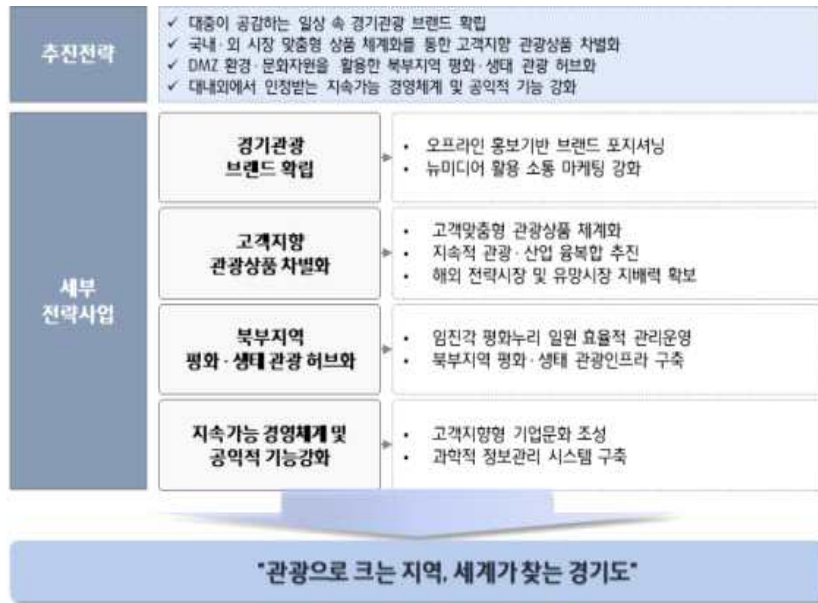 추진전략
✓ 대중이 공감하는 일상 속 경기관광 브랜드 확립
✓ 국내·외 시장 맞춤형 상품 체계화를 통한 고객지향 관광상품 차별화
✓ DMZ 환경·문화자원을 활용한 북부지역 평화·생태 관광 허브화
✓ 대내외에서 인정받는 지속가능 경영체계 및 공익적 기능 강화
세부
전략사업
경기관광
브랜드 확립
• 오프라인 홍보기반 브랜드 포지셔닝
• 뉴미디어 활용 소통 마케팅 강화
고객지향
관광상품 차별화
• 고객맞춤형 관광상품 체계화
• 지속적 관광·산업 융복합 추진
• 해외 전략시장 및 유망시장 지배력 확보
북부지역
평화·생태 관광 허브화
• 임진각 평화누리 일원 효율적 관리운영
• 북부지역 평화·생태 관광인프라 구축
지속가능 경영체계 및
공익적 기능강화
• 고객지향형 기업문화 조성
• 과학적 정보관리 시스템 구축
"관광으로 크는 지역, 세계가 찾는 경기도"